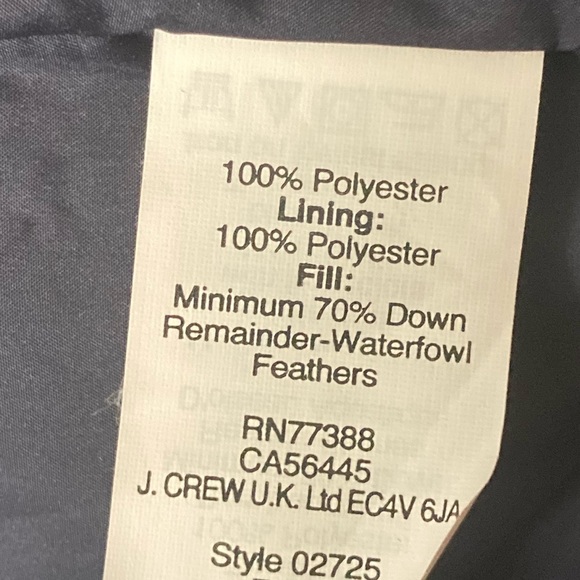 100% Polyester
Lining:
100% Polyester
Fill:
Minimum 70% Down
Remainder-Waterfowl
Feathers
RN77388
CA56445
J. CREW U.K. Ltd EC4V 6JA
Style 02725